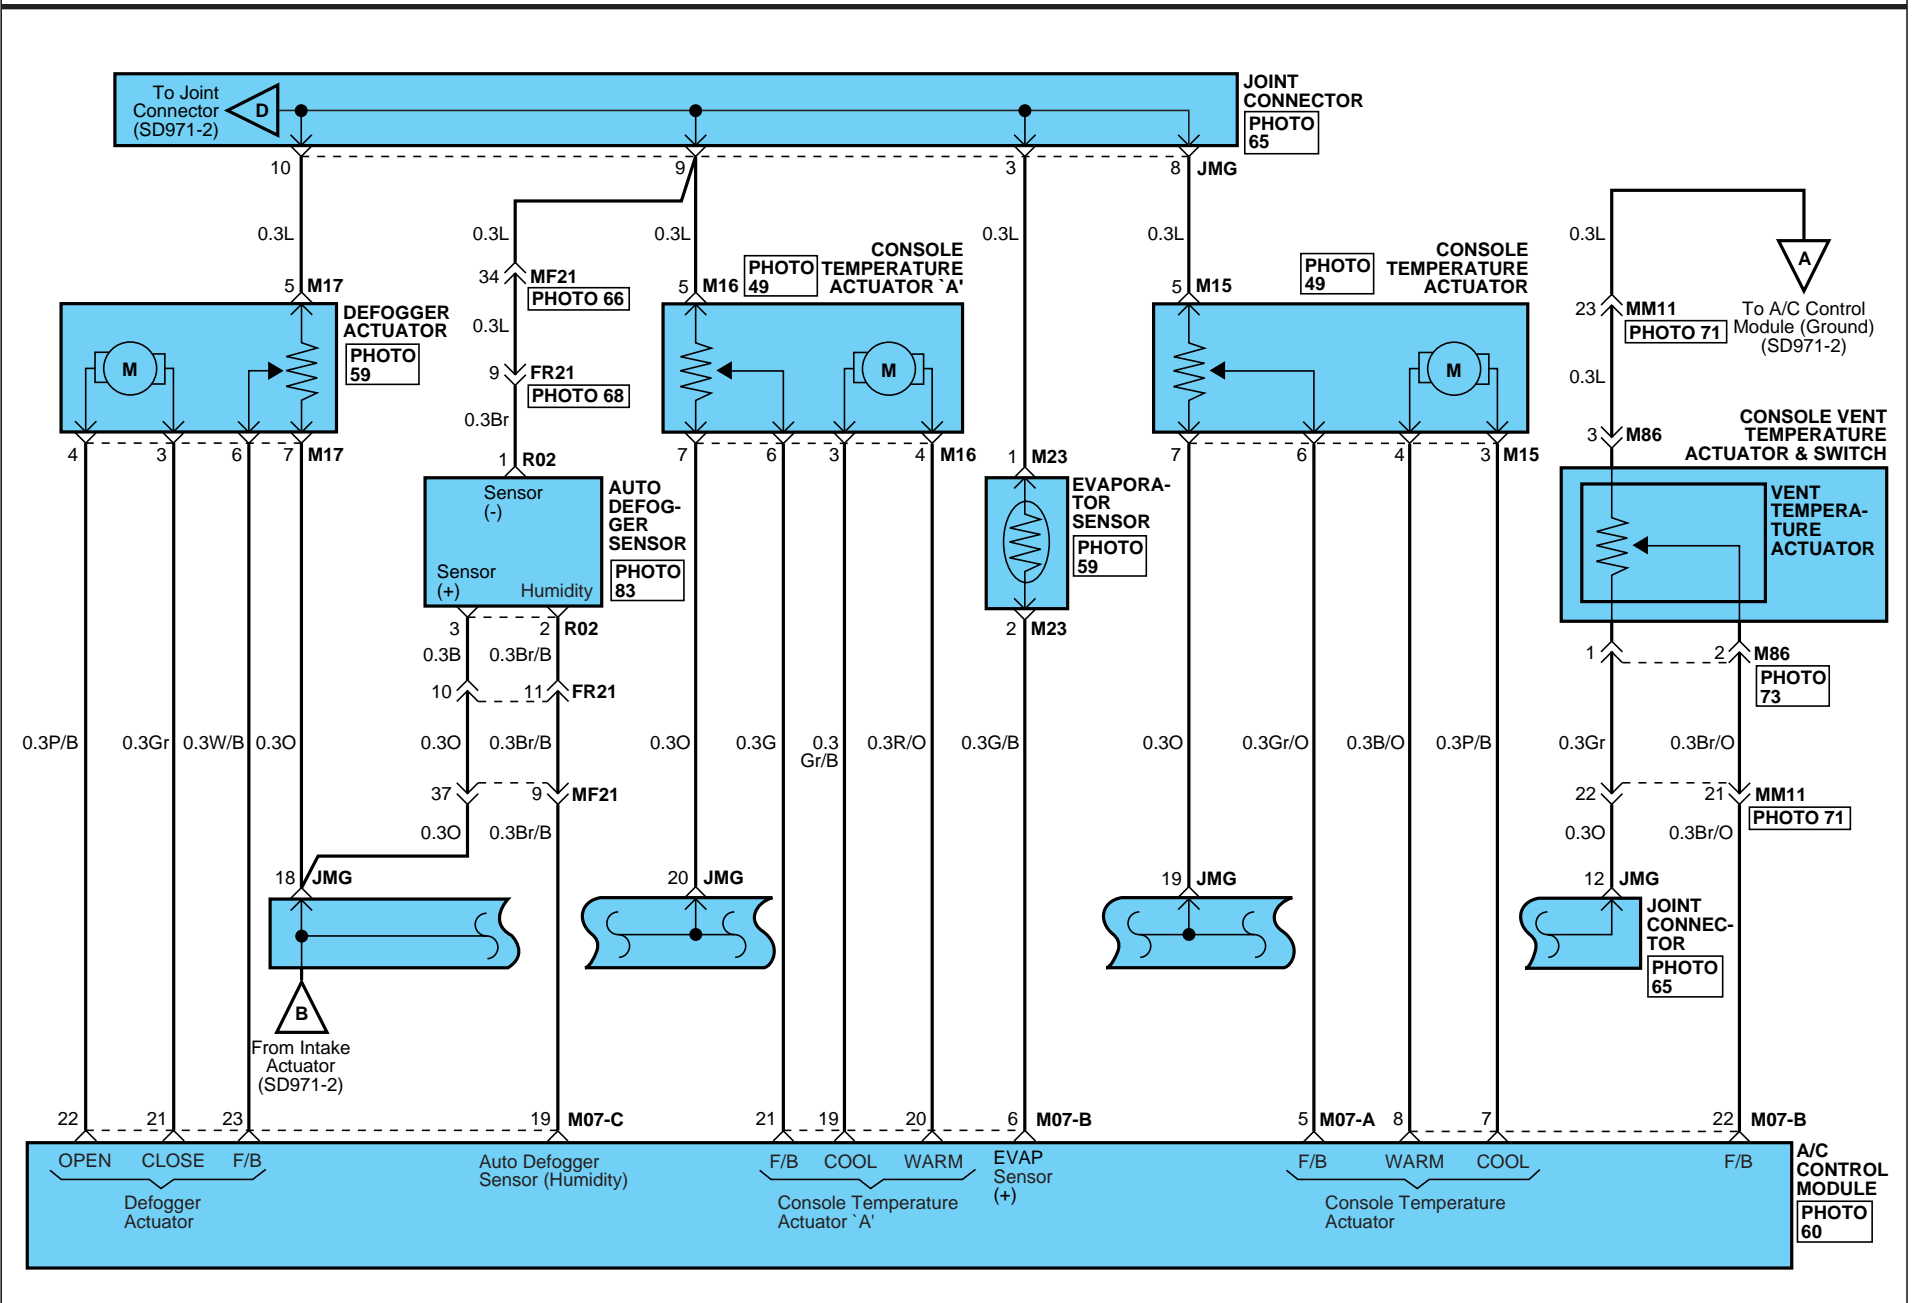 To Joint
Connector
(SD971-2)
D
JOINT
CONNECTOR
PHOTO
65
10
9
3
8 JMG
0.3L
0.3L
0.3L
0.3L
0.3L
0.3L
A
To A/C Control
Module (Ground)
(SD971-2)
5 M17
34 MF21
PHOTO 66
5 M16
PHOTO
49
CONSOLE
TEMPERATURE
ACTUATOR `A'
5 M15
PHOTO
49
CONSOLE
TEMPERATURE
ACTUATOR
23 MM11
PHOTO 71
DEFOGGER
ACTUATOR
PHOTO
59
M
0.3L
9 FR21
PHOTO 68
0.3Br
M
M
0.3L
3 M86
CONSOLE VENT
TEMPERATURE
ACTUATOR & SWITCH
4
3
6
7 M17
1 R02
7
6
3
4 M16
1 M23
7
6
4
3 M15
Sensor
(-)
Sensor
(+)
Humidity
AUTO
DEFOG-
GER
SENSOR
PHOTO
83
EVAPORA-
TOR
SENSOR
PHOTO
59
VENT
TEMPERA-
TURE
ACTUATOR
3
2 R02
2 M23
0.3B
0.3Br/B
1
2 M86
PHOTO
73
10
11 FR21
0.3P/B
0.3Gr
0.3W/B
0.3O
0.3O
0.3Br/B
0.3O
0.3G
0.3
Gr/B
0.3R/O
0.3G/B
0.3O
0.3Gr/O
0.3B/O
0.3P/B
0.3Gr
0.3Br/O
37
9 MF21
22
21 MM11
PHOTO 71
0.3O
0.3Br/B
0.3O
0.3Br/O
18 JMG
20 JMG
19 JMG
12 JMG
JOINT
CONNEC-
TOR
PHOTO
65
B
From Intake
Actuator
(SD971-2)
22
21
23
19 M07-C
21
19
20
6 M07-B
5 M07-A
8
7
22 M07-B
OPEN
CLOSE
F/B
Defogger
Actuator
Auto Defogger
Sensor (Humidity)
F/B
COOL
WARM
Console Temperature
Actuator `A'
EVAP
Sensor
(+)
F/B
WARM
COOL
Console Temperature
Actuator
F/B
A/C
CONTROL
MODULE
PHOTO
60